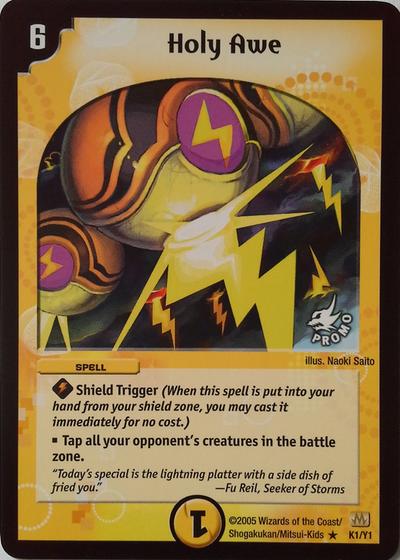 6
Holy Awe
PROMO
illus. Naoki Saito
SPELL
Shield Trigger (When this spell is put into your
hand from your shield zone, you may cast it
immediately for no cost.)
▪ Tap all your opponent's creatures in the battle
zone.
"Today's special is the lightning platter with a side dish of
fried you."
—Fu Reil, Seeker of Storms
1
©2005 Wizards of the Coast/
Shogakukan/Mitsui-Kids ★ K1/Y1